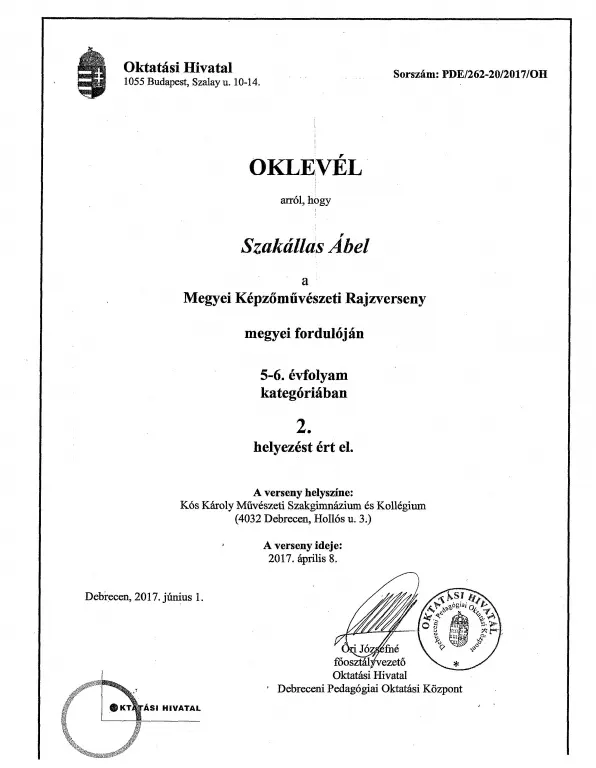 Oktatási Hivatal
1055 Budapest, Szalay u. 10-14.
Sorszám: PDE/262-20/2017/OH
OKLEVÉL
arról, hogy
Szakállas Ábel
a
Megyei Képzőművészeti Rajzverseny
megyei fordulóján
5-6. évfolyam
kategóriában
2.
helyezést ért el.
A verseny helyszíne:
Kós Károly Művészeti Szakgimnázium és Kollégium
(4032 Debrecen, Hollós u. 3.)
A verseny ideje:
2017. április 8.
Debrecen, 2017. június 1.
Őri Józsefné
főosztályvezető
Oktatási Hivatal
Debreceni Pedagógiai Oktatási Központ
OKTATÁSI HIVATAL
Debreceni Pedagógiai Oktatási Központ
*
OKTATÁSI HIVATAL